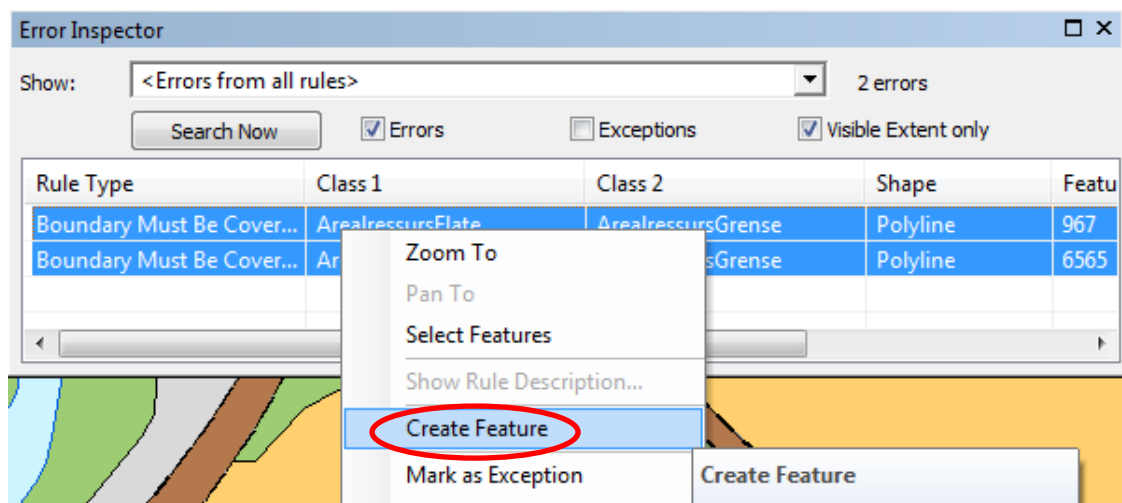 Error Inspector
Show: <Errors from all rules> 2 errors
Search Now Errors Exceptions Visible Extent only
Rule Type Class 1 Class 2 Shape Featu
Boundary Must Be Cover... ArealressursFlate ArealressursGrense Polyline 967
Boundary Must Be Cover... Ar sGrense Polyline 6565
Zoom To
Pan To
Select Features
Show Rule Description...
Create Feature
Mark as Exception Create Feature